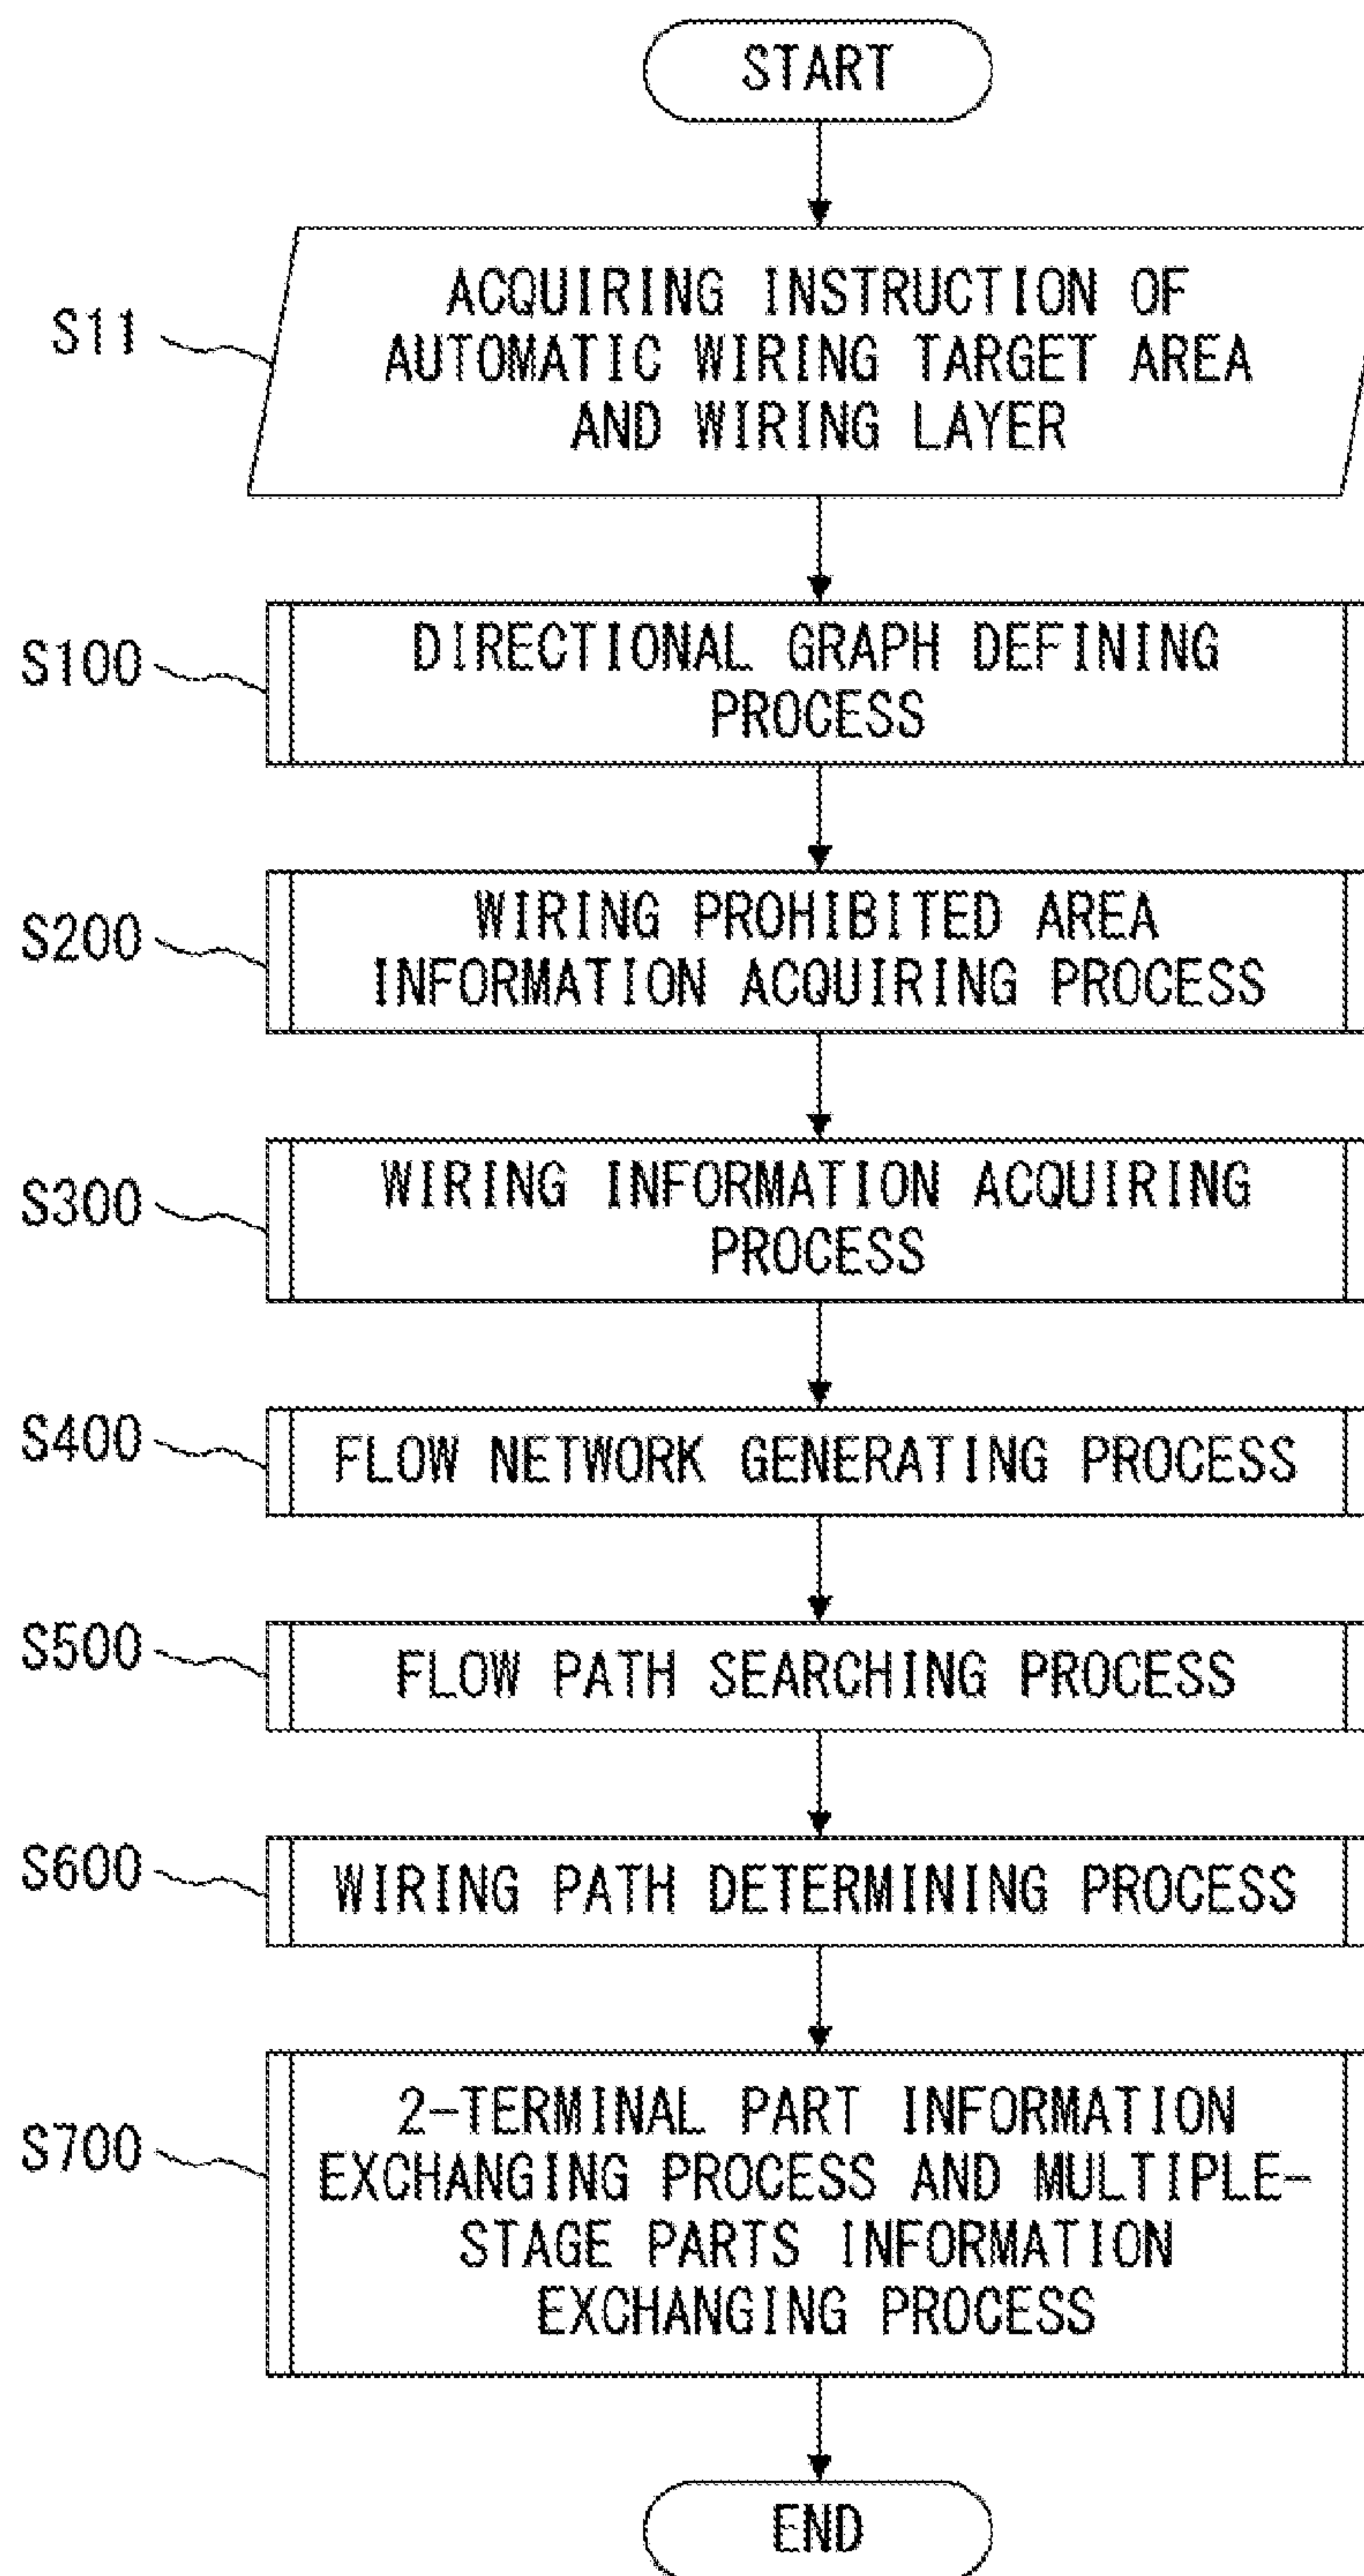 START
S11
ACQUIRING INSTRUCTION OF
AUTOMATIC WIRING TARGET AREA
AND WIRING LAYER
S100
DIRECTIONAL GRAPH DEFINING
PROCESS
S200
WIRING PROHIBITED AREA
INFORMATION ACQUIRING PROCESS
S300
WIRING INFORMATION ACQUIRING
PROCESS
S400
FLOW NETWORK GENERATING PROCESS
S500
FLOW PATH SEARCHING PROCESS
S600
WIRING PATH DETERMINING PROCESS
S700
2-TERMINAL PART INFORMATION
EXCHANGING PROCESS AND MULTIPLE-
STAGE PARTS INFORMATION
EXCHANGING PROCESS
END